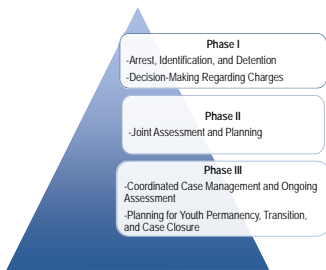 Phase I
-Arrest, Identification, and Detention
-Decision-Making Regarding Charges
Phase II
-Joint Assessment and Planning
Phase III
-Coordinated Case Management and Ongoing
Assessment
-Planning for Youth Permanency, Transition,
and Case Closure